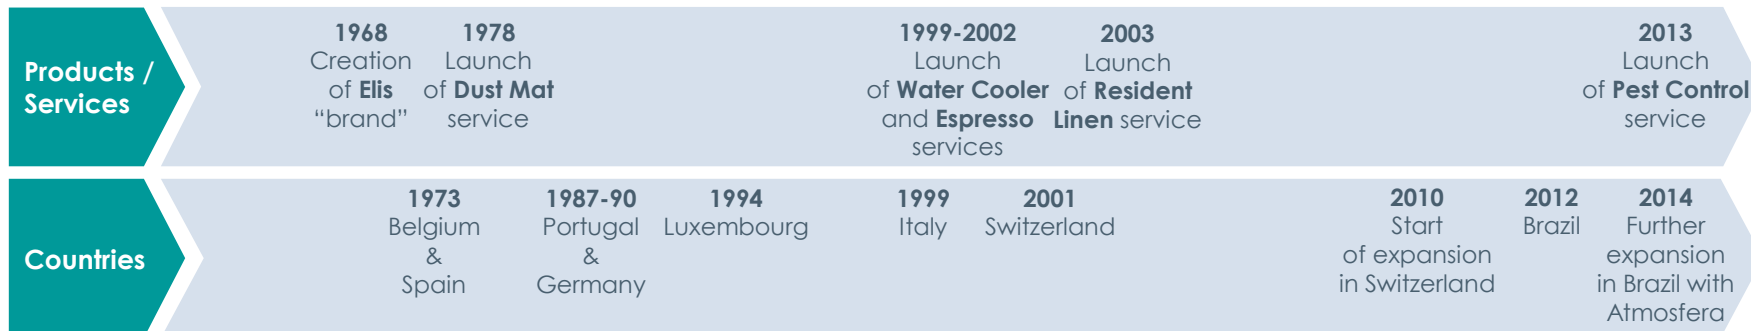 Products /
Services
1968
Creation
of Elis
“brand”
1978
Launch
of Dust Mat
service
1999-2002
Launch
of Water Cooler
and Espresso
services
2003
Launch
of Resident
Linen service
2013
Launch
of Pest Control
service
Countries
1973
Belgium
&
Spain
1987-90
Portugal
&
Germany
1994
Luxembourg
1999
Italy
2001
Switzerland
2010
Start
of expansion
in Switzerland
2012
Brazil
2014
Further
expansion
in Brazil with
Atmosfera